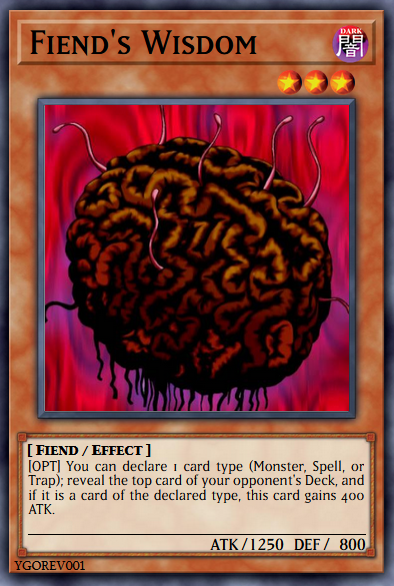 Fiend's Wisdom
DARK
闇
[ Fiend / Effect ]
[OPT] You can declare 1 card type (Monster, Spell, or
Trap); reveal the top card of your opponent's Deck, and
if it is a card of the declared type, this card gains 400
ATK.
ATK / 1250 DEF / 800
YGOREV001